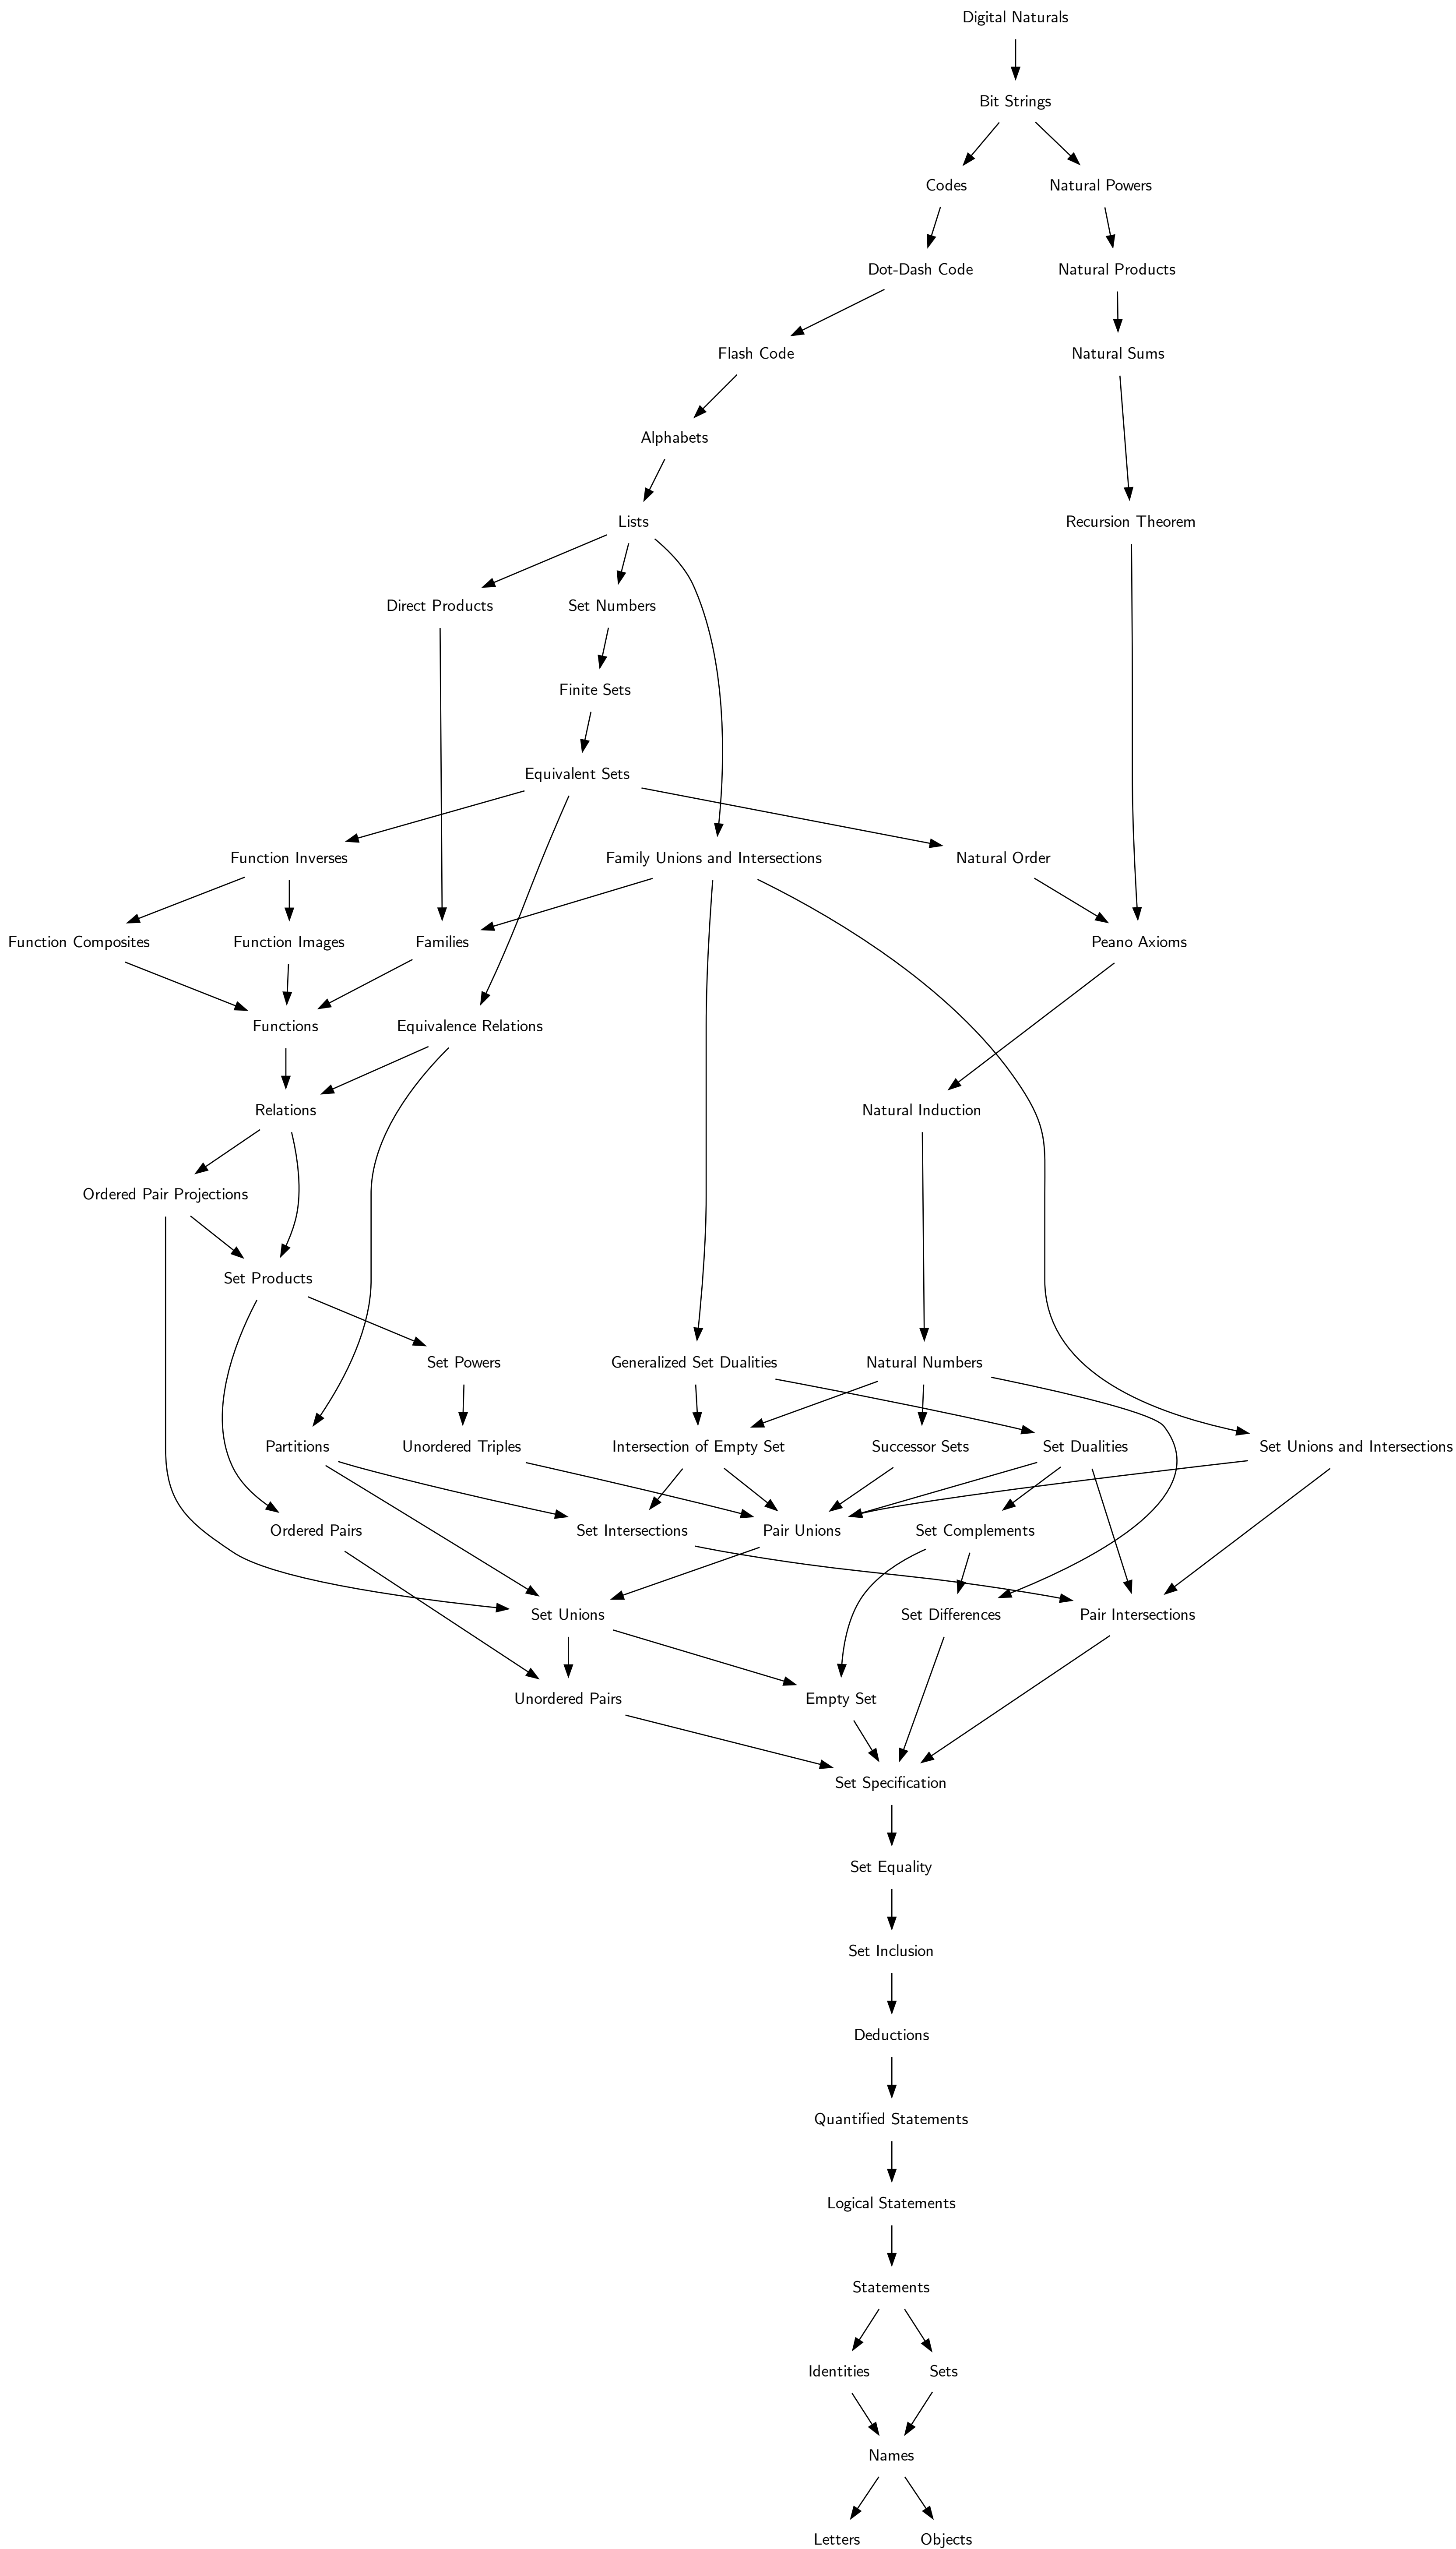 Digital Naturals
Bit Strings
Codes
Natural Powers
Dot-Dash Code
Natural Products
Flash Code
Natural Sums
Alphabets
Lists
Recursion Theorem
Direct Products
Set Numbers
Finite Sets
Equivalent Sets
Function Inverses
Family Unions and Intersections
Natural Order
Function Composites
Function Images
Families
Peano Axioms
Functions
Equivalence Relations
Relations
Natural Induction
Ordered Pair Projections
Set Products
Set Powers
Generalized Set Dualities
Natural Numbers
Partitions
Unordered Triples
Intersection of Empty Set
Successor Sets
Set Dualities
Set Unions and Intersections
Ordered Pairs
Set Intersections
Pair Unions
Set Complements
Set Unions
Set Differences
Pair Intersections
Unordered Pairs
Empty Set
Set Specification
Set Equality
Set Inclusion
Deductions
Quantified Statements
Logical Statements
Statements
Identities
Sets
Names
Letters
Objects